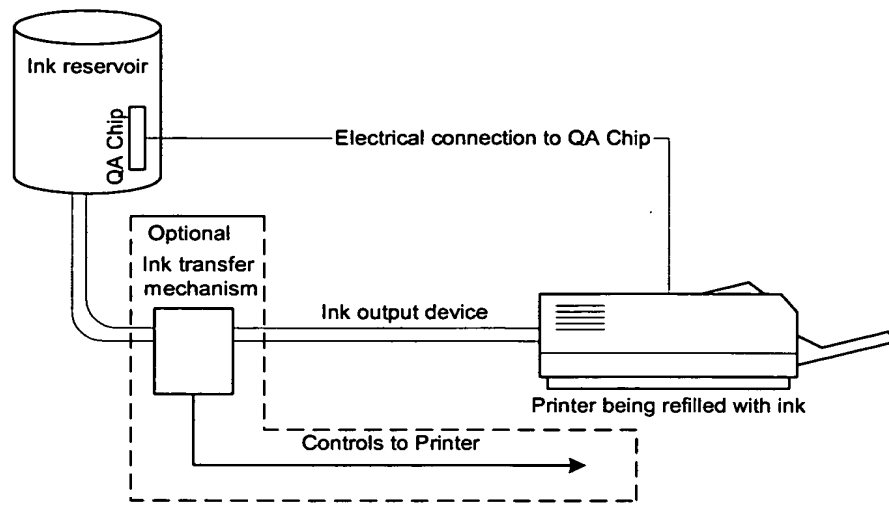 Ink reservoir
QA Chip
Electrical connection to QA Chip
Optional
Ink transfer
mechanism
Ink output device
Printer being refilled with ink
Controls to Printer